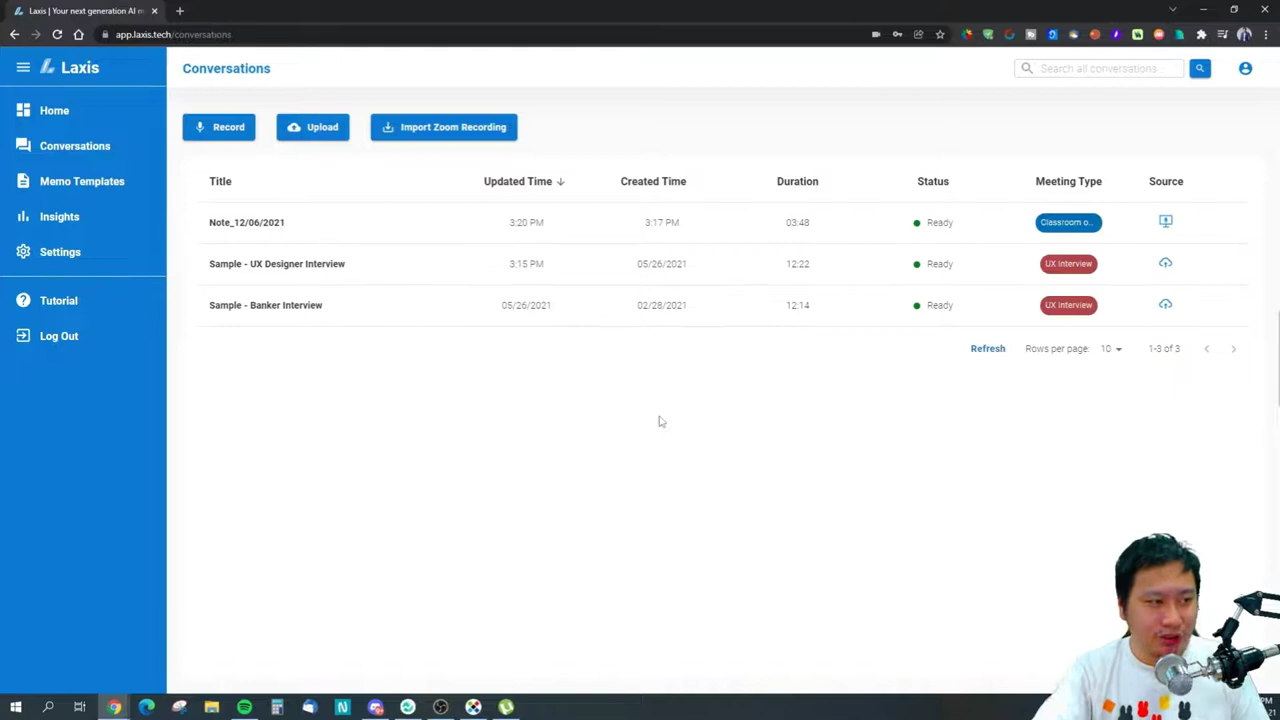 Laxis | Your next generation AI m
app.laxis.tech/conversations
Laxis
Conversations
Search all conversations...
Home
Conversations
Memo Templates
Insights
Settings
Tutorial
Log Out
Record
Upload
Import Zoom Recording
Title
Updated Time
Created Time
Duration
Status
Meeting Type
Source
Note_12/06/2021
3:20 PM
3:17 PM
03:48
Ready
Classroom o...
Sample - UX Designer Interview
3:15 PM
05/26/2021
12:22
Ready
UX Interview
Sample - Banker Interview
05/26/2021
02/28/2021
12:14
Ready
UX Interview
Refresh
Rows per page:
10
1-3 of 3
PM